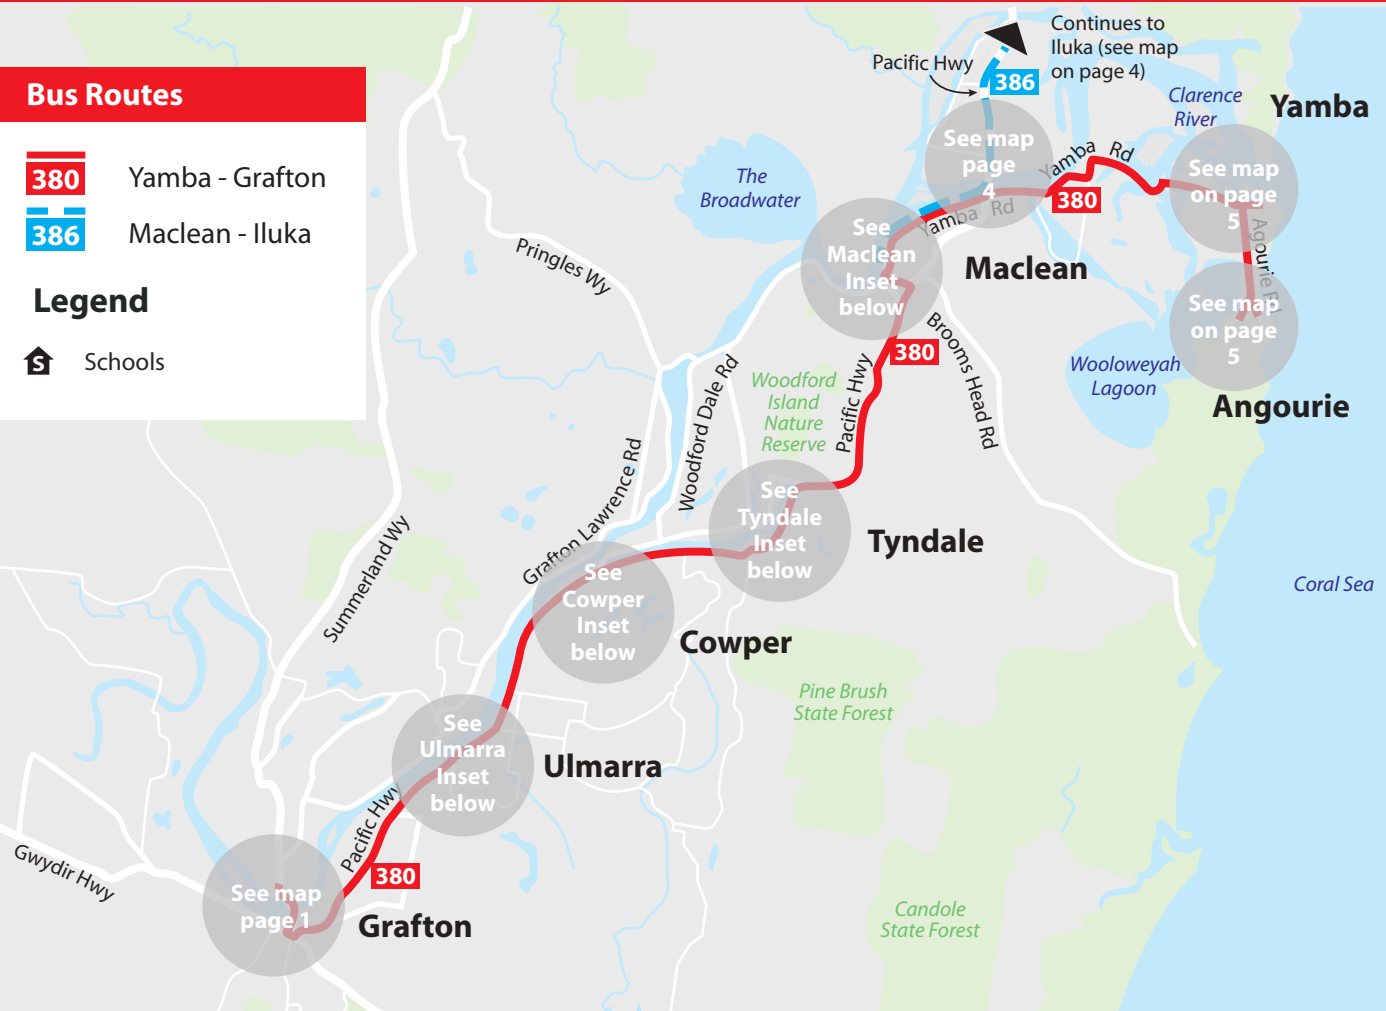 Bus Routes
380 Yamba - Grafton
386 Maclean - Iluka
Legend
S Schools
Continues to
Iluka (see map
on page 4)
Pacific Hwy
386
Clarence
River
Yamba
See map
page
4
Yamba Rd
380
See map
on page
5
The
Broadwater
Yamba Rd
See
Maclean
Inset
below
Maclean
Agourie Rd
See map
on page
5
Pringles Wy
380
Brooms Head Rd
Wooloweyah
Lagoon
Angourie
Woodford
Island
Nature
Reserve
Pacific Hwy
Woodford Dale Rd
Grafton Lawrence Rd
See
Tyndale
Inset
below
Tyndale
Summerland Wy
See
Cowper
Inset
below
Cowper
Coral Sea
Pine Brush
State Forest
See
Ulmarra
Inset
below
Ulmarra
Pacific Hwy
380
Gwydir Hwy
See map
page 1
Grafton
Candole
State Forest